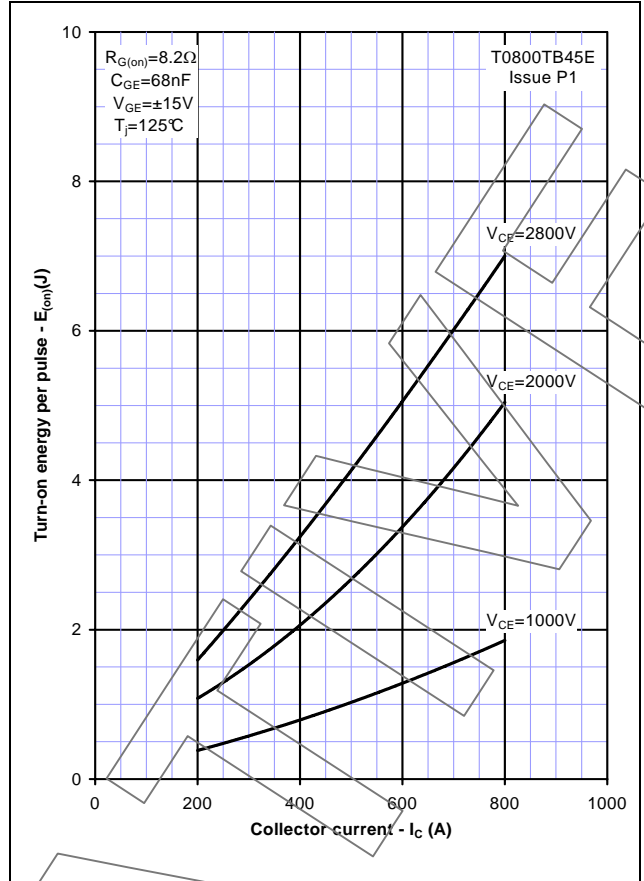 10
R_G(on)=8.2Ω
C_GE=68nF
V_GE=±15V
T_j=125℃
T0800TB45E
Issue P1
8
V_CE=2800V
6
V_CE=2000V
4
2
V_CE=1000V
0
0 200 400 600 800 1000
Turn-on energy per pulse - E_(on)(J)
Collector current - I_C (A)